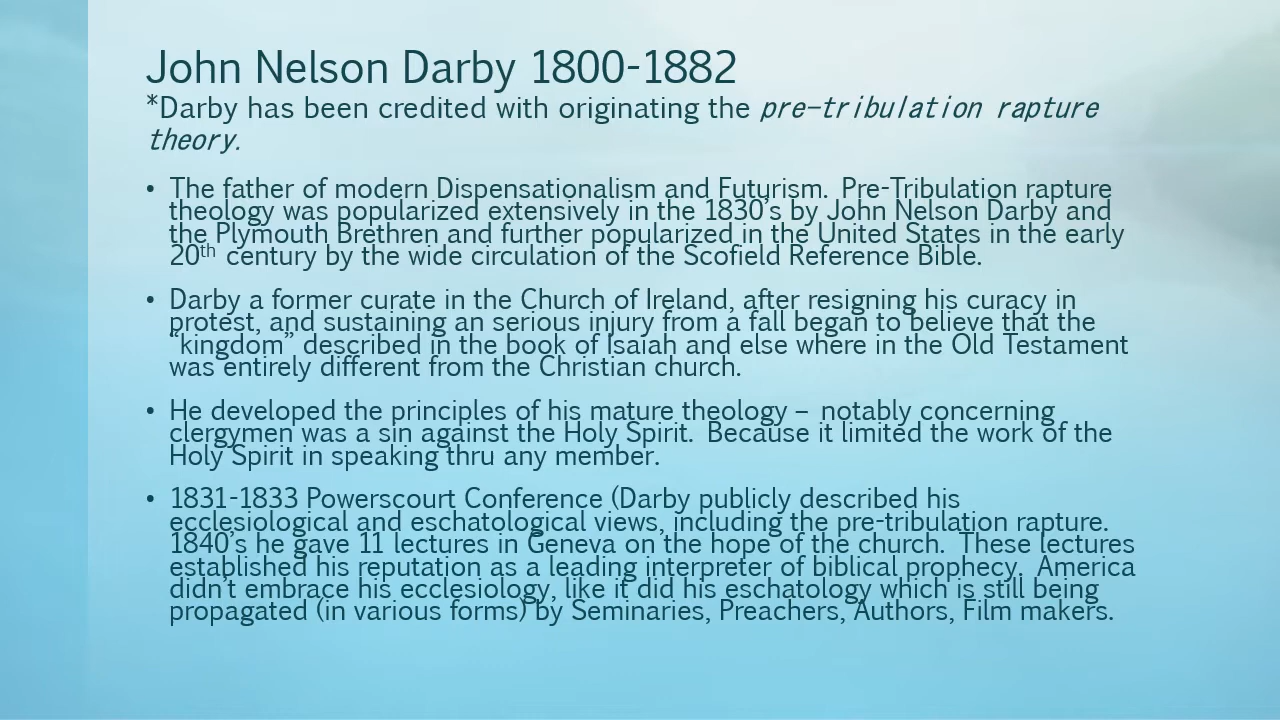 John Nelson Darby 1800-1882
*Darby has been credited with originating the pre-tribulation rapture
theory.
• The father of modern Dispensationalism and Futurism.  Pre-Tribulation rapture
theology was popularized extensively in the 1830's by John Nelson Darby and
the Plymouth Brethren and further popularized in the United States in the early
20th century by the wide circulation of the Scofield Reference Bible.
• Darby a former curate in the Church of Ireland, after resigning his curacy in
protest, and sustaining an serious injury from a fall began to believe that the
“kingdom” described in the book of Isaiah and else where in the Old Testament
was entirely different from the Christian church.
• He developed the principles of his mature theology –  notably concerning
clergymen was a sin against the Holy Spirit.  Because it limited the work of the
Holy Spirit in speaking thru any member.
• 1831-1833 Powerscourt Conference (Darby publicly described his
ecclesiological and eschatological views, including the pre-tribulation rapture.
1840's he gave 11 lectures in Geneva on the hope of the church.  These lectures
established his reputation as a leading interpreter of biblical prophecy.  America
didn't embrace his ecclesiology, like it did his eschatology which is still being
propagated (in various forms) by Seminaries, Preachers, Authors, Film makers.